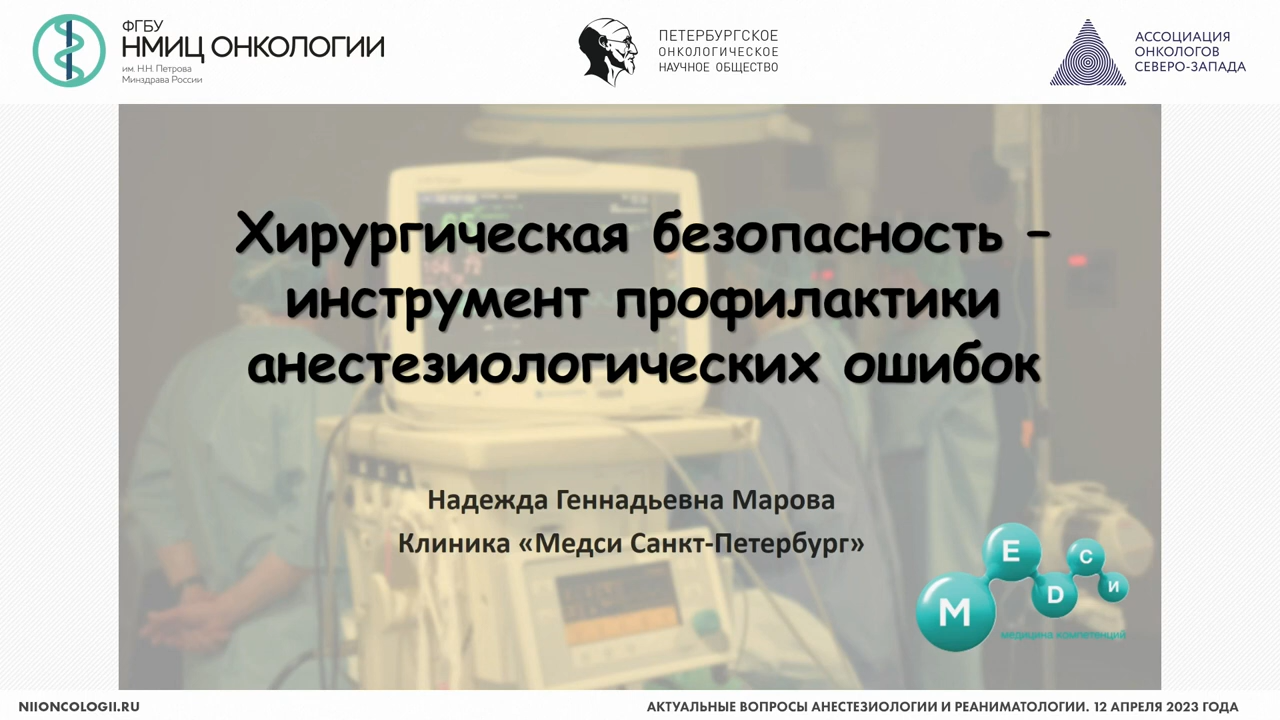 ФГБУ
НМИЦ ОНКОЛОГИИ
им. Н.Н. Петрова
Минздрава России
ПЕТЕРБУРГСКОЕ
ОНКОЛОГИЧЕСКОЕ
НАУЧНОЕ ОБЩЕСТВО
АССОЦИАЦИЯ
ОНКОЛОГОВ
СЕВЕРО-ЗАПАДА
Хирургическая безопасность –
инструмент профилактики
анестезиологических ошибок
Надежда Геннадьевна Марова
Клиника «Медси Санкт-Петербург»
MEDСИ
медицина компетенций
NIIONCOLOGII.RU
АКТУАЛЬНЫЕ ВОПРОСЫ АНЕСТЕЗИОЛОГИИ И РЕАНИМАТОЛОГИИ. 12 АПРЕЛЯ 2023 ГОДА